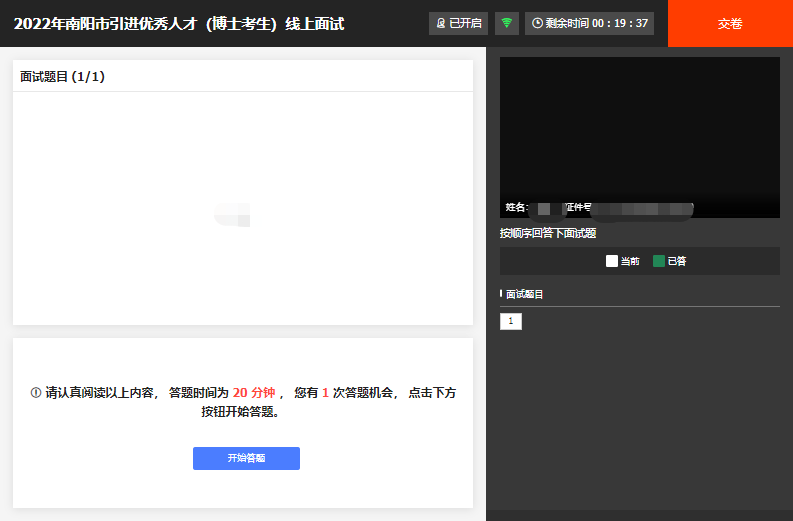 2022年南阳市引进优秀人才（博士考生）线上面试
已开启
剩余时间 00：19：37
交卷
面试题目 (1/1)
请认真阅读以上内容， 答题时间为 20 分钟 ， 您有 1 次答题机会， 点击下方
按钮开始答题。
开始答题
姓名:
证件号
按顺序回答下面试题
当前
已答
面试题目
1